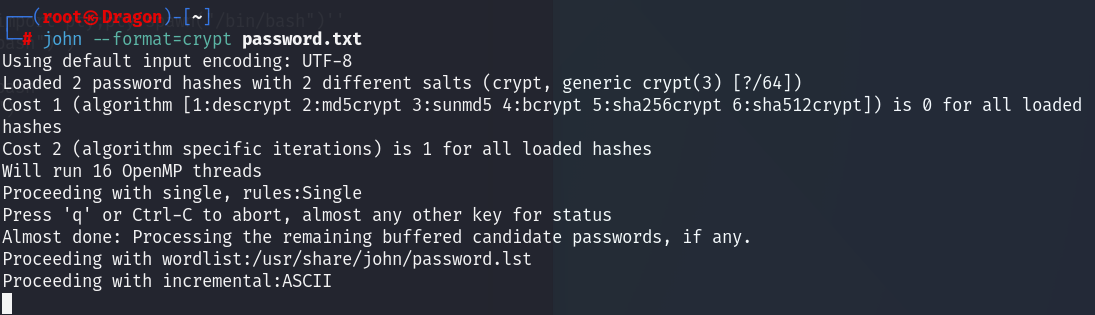 ┌──(root㉿Dragon)-[~]
└─# john --format=crypt password.txt
Using default input encoding: UTF-8
Loaded 2 password hashes with 2 different salts (crypt, generic crypt(3) [?/64])
Cost 1 (algorithm [1:descrypt 2:md5crypt 3:sunmd5 4:bcrypt 5:sha256crypt 6:sha512crypt]) is 0 for all loaded
hashes
Cost 2 (algorithm specific iterations) is 1 for all loaded hashes
Will run 16 OpenMP threads
Proceeding with single, rules:Single
Press 'q' or Ctrl-C to abort, almost any other key for status
Almost done: Processing the remaining buffered candidate passwords, if any.
Proceeding with wordlist:/usr/share/john/password.lst
Proceeding with incremental:ASCII